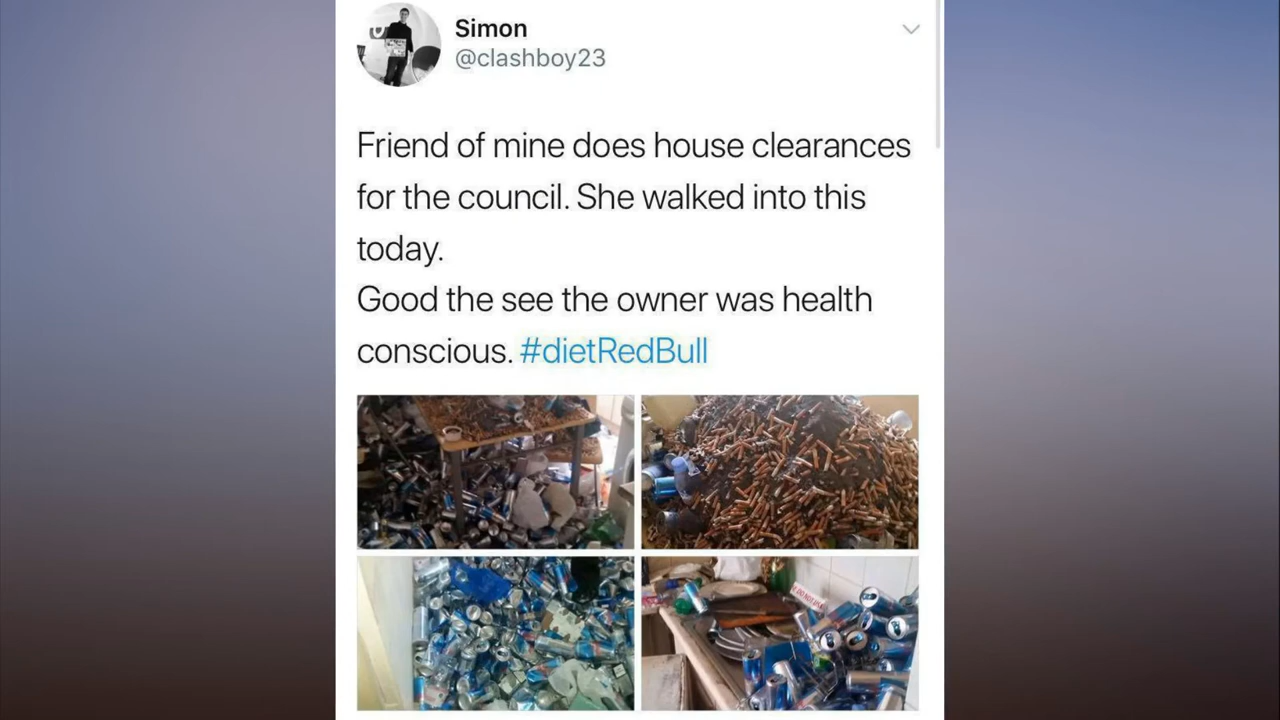 Simon
@clashboy23
Friend of mine does house clearances
for the council. She walked into this
today.
Good the see the owner was health
conscious. #dietRedBull